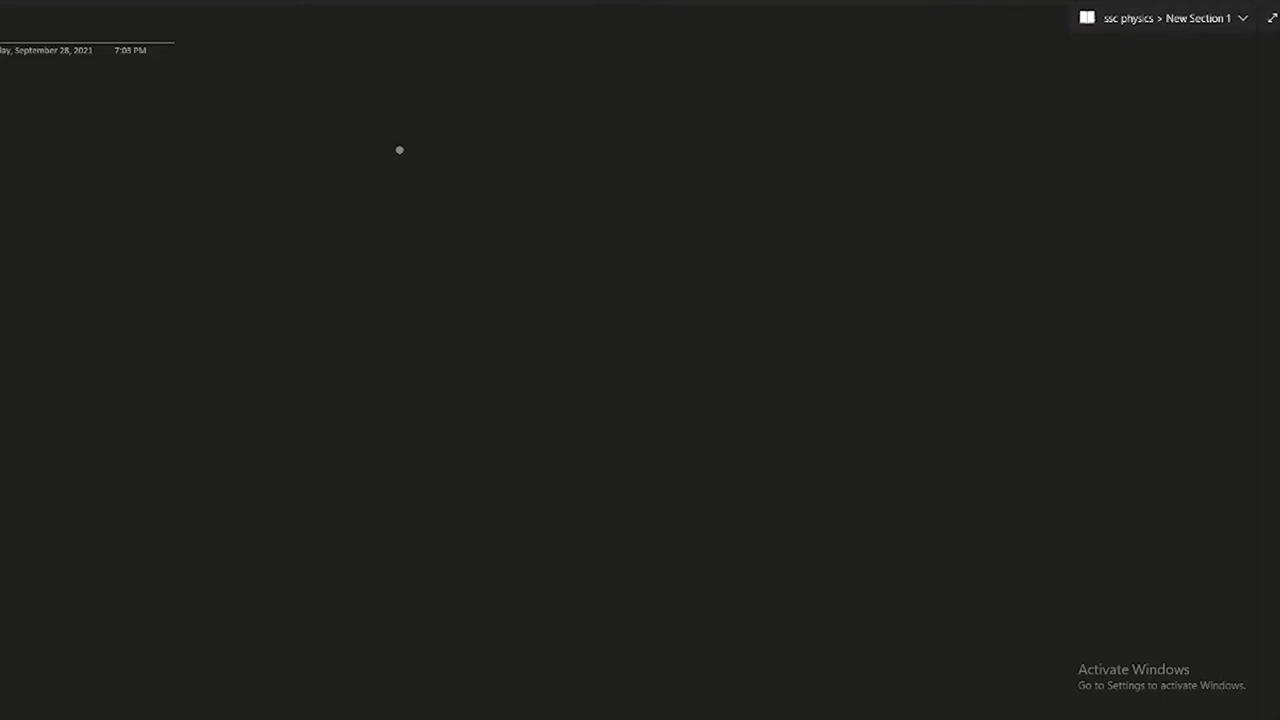 ssc physics > New Section 1
September 28, 2021 7:03 PM
Activate Windows
Go to Settings to activate Windows.